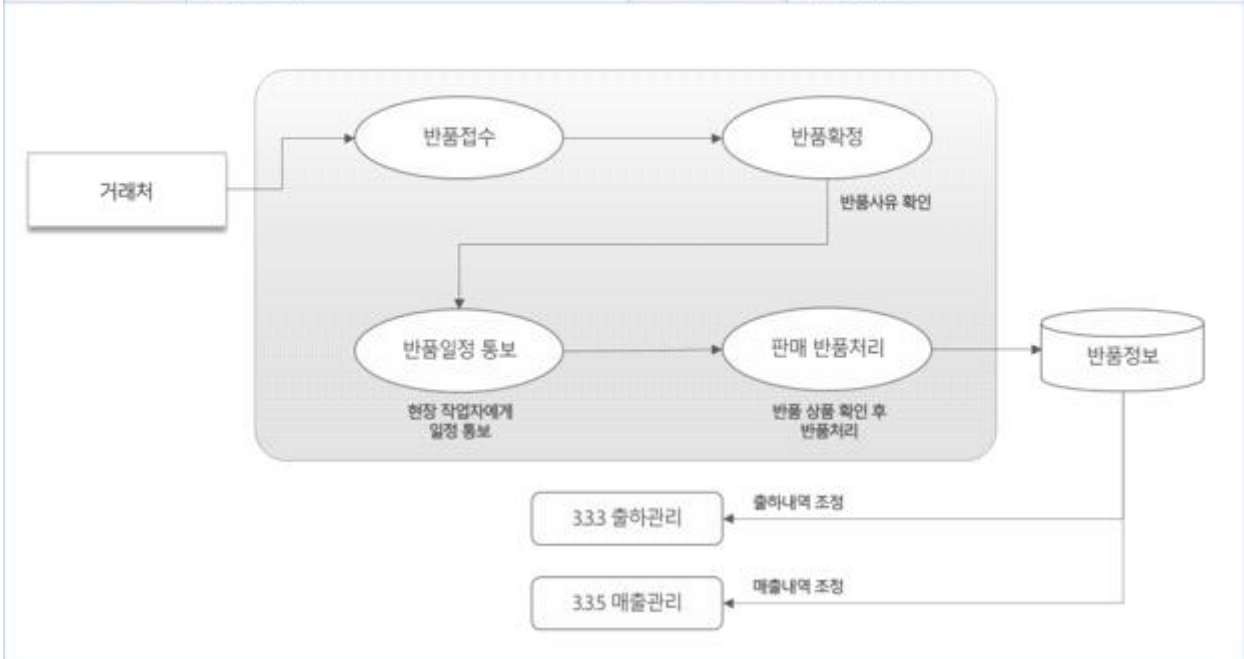 반품접수
반품확정
거래처
반품사유 확인
반품일정 통보
판매 반품처리
반품정보
현장 작업자에게
일정 통보
반품 상품 확인 후
반품처리
출하내역 조정
3.3.3 출하관리
매출내역 조정
3.3.5 매출관리